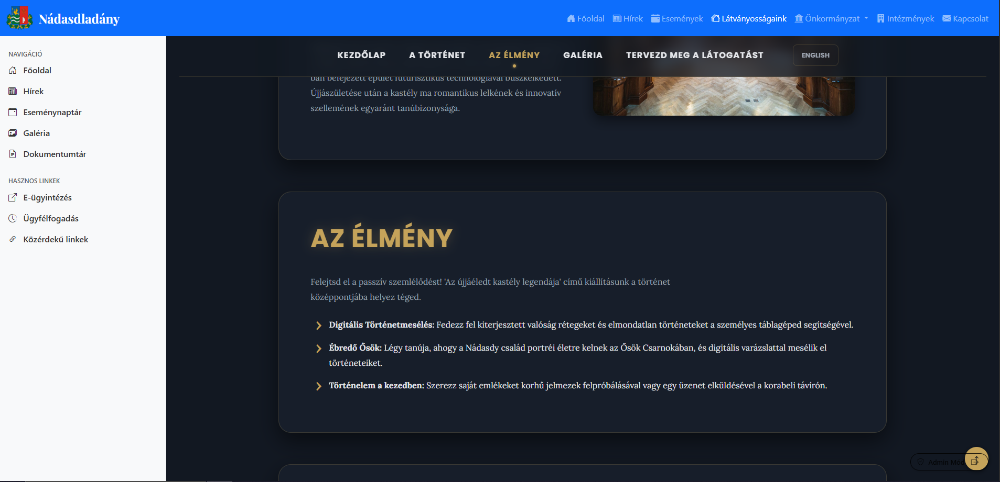 Nádasdladány
Főoldal
Hírek
Események
Látványosságaink
Önkormányzat
Intézmények
Kapcsolat
NAVIGÁCIÓ
Főoldal
Hírek
Eseménynaptár
Galéria
Dokumentumtár
HASZNOS LINKEK
E-ügyintézés
Ügyfélfogadás
Közérdekű linkek
KEZDŐLAP
A TÖRTÉNET
AZ ÉLMÉNY
GALÉRIA
TERVEZD MEG A LÁTOGATÁST
ENGLISH
ban befejezett épület futurisztikus technológiával büszkélkedett.
Újjászületése után a kastély ma romantikus lelkének és innovatív
szellemének egyaránt tanúbizonysága.
AZ ÉLMÉNY
Felejtsd el a passzív szemlélődést! 'Az újjáéledt kastély legendája' című kiállításunk a történet
középpontjába helyez téged.
Digitális Történetmesélés: Fedezz fel kiterjesztett valóság rétegeket és elmondatlan történeteket a személyes táblagéped segítségével.
Ébredő Ősök: Légy tanúja, ahogy a Nádasdy család portréi életre kelnek az Ősök Csarnokában, és digitális varázslattal mesélik el
történeteiket.
Történelem a kezedben: Szerezz saját emlékeket korhű jelmezek felpróbálásával vagy egy üzenet elküldésével a korabeli távírón.
Admin Mód